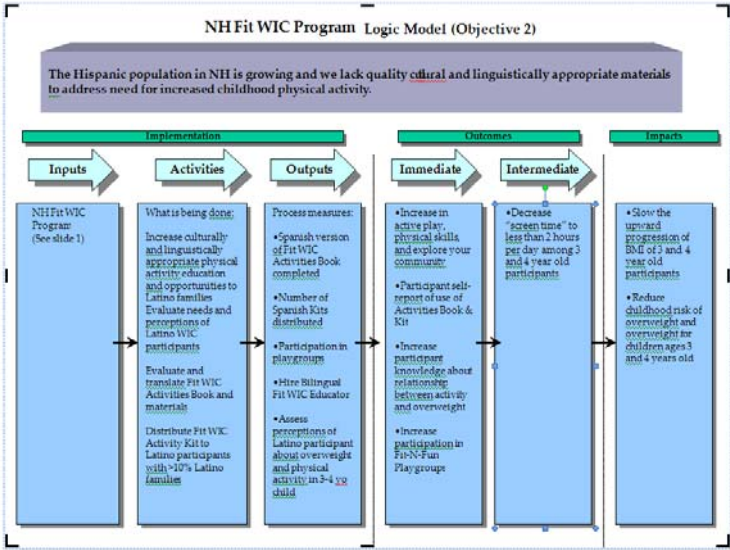 NH Fit WIC Program Logic Model (Objective 2)
The Hispanic population in NH is growing and we lack quality cdlural and linguistically appropriate materials
to address need for increased childhood physical activity.
Implementation
Outcomes
Impacts
Inputs
Activities
Outputs
Immediate
Intermediate
NH Fit WIC
Program
(See slide 1)
What is being done:
Increase culturally
and linguistically
appropriate physical
activity education
and opportunities to
Latino families
Evaluate needs and
perceptions of
Latino WIC
participants
Evaluate and
translate Fit WIC
Activities Book and
materials
Distribute Fit WIC
Activity Kit to
Latino participants
with >10% Latino
families
Process measures:
•Spanish version
of Fit WIC
Activities Book
completed
•Number of
Spanish Kits
distributed
•Participation in
playgroups
•Hire Bilingual
Fit WIC Educator
•Assess
perceptions of
Latino participant
about overweight
and physical
activity in 3-4 yo
child
•Increase in
active play,
physical skills,
and explore your
community
•Participant self-
report of use of
Activities Book &
Kit
•Increase
participant
knowledge about
relationship
between activity
and overweight
•Increase
participation in
Fit-N-Fun
Playgroups
•Decrease
"screen time" to
less than 2 hours
per day among 3
and 4 year old
participants
•Slow the
upward
progression of
BMI of 3 and 4
year old
participants
•Reduce
childhood risk of
overweight and
overweight for
children ages 3
and 4 years old